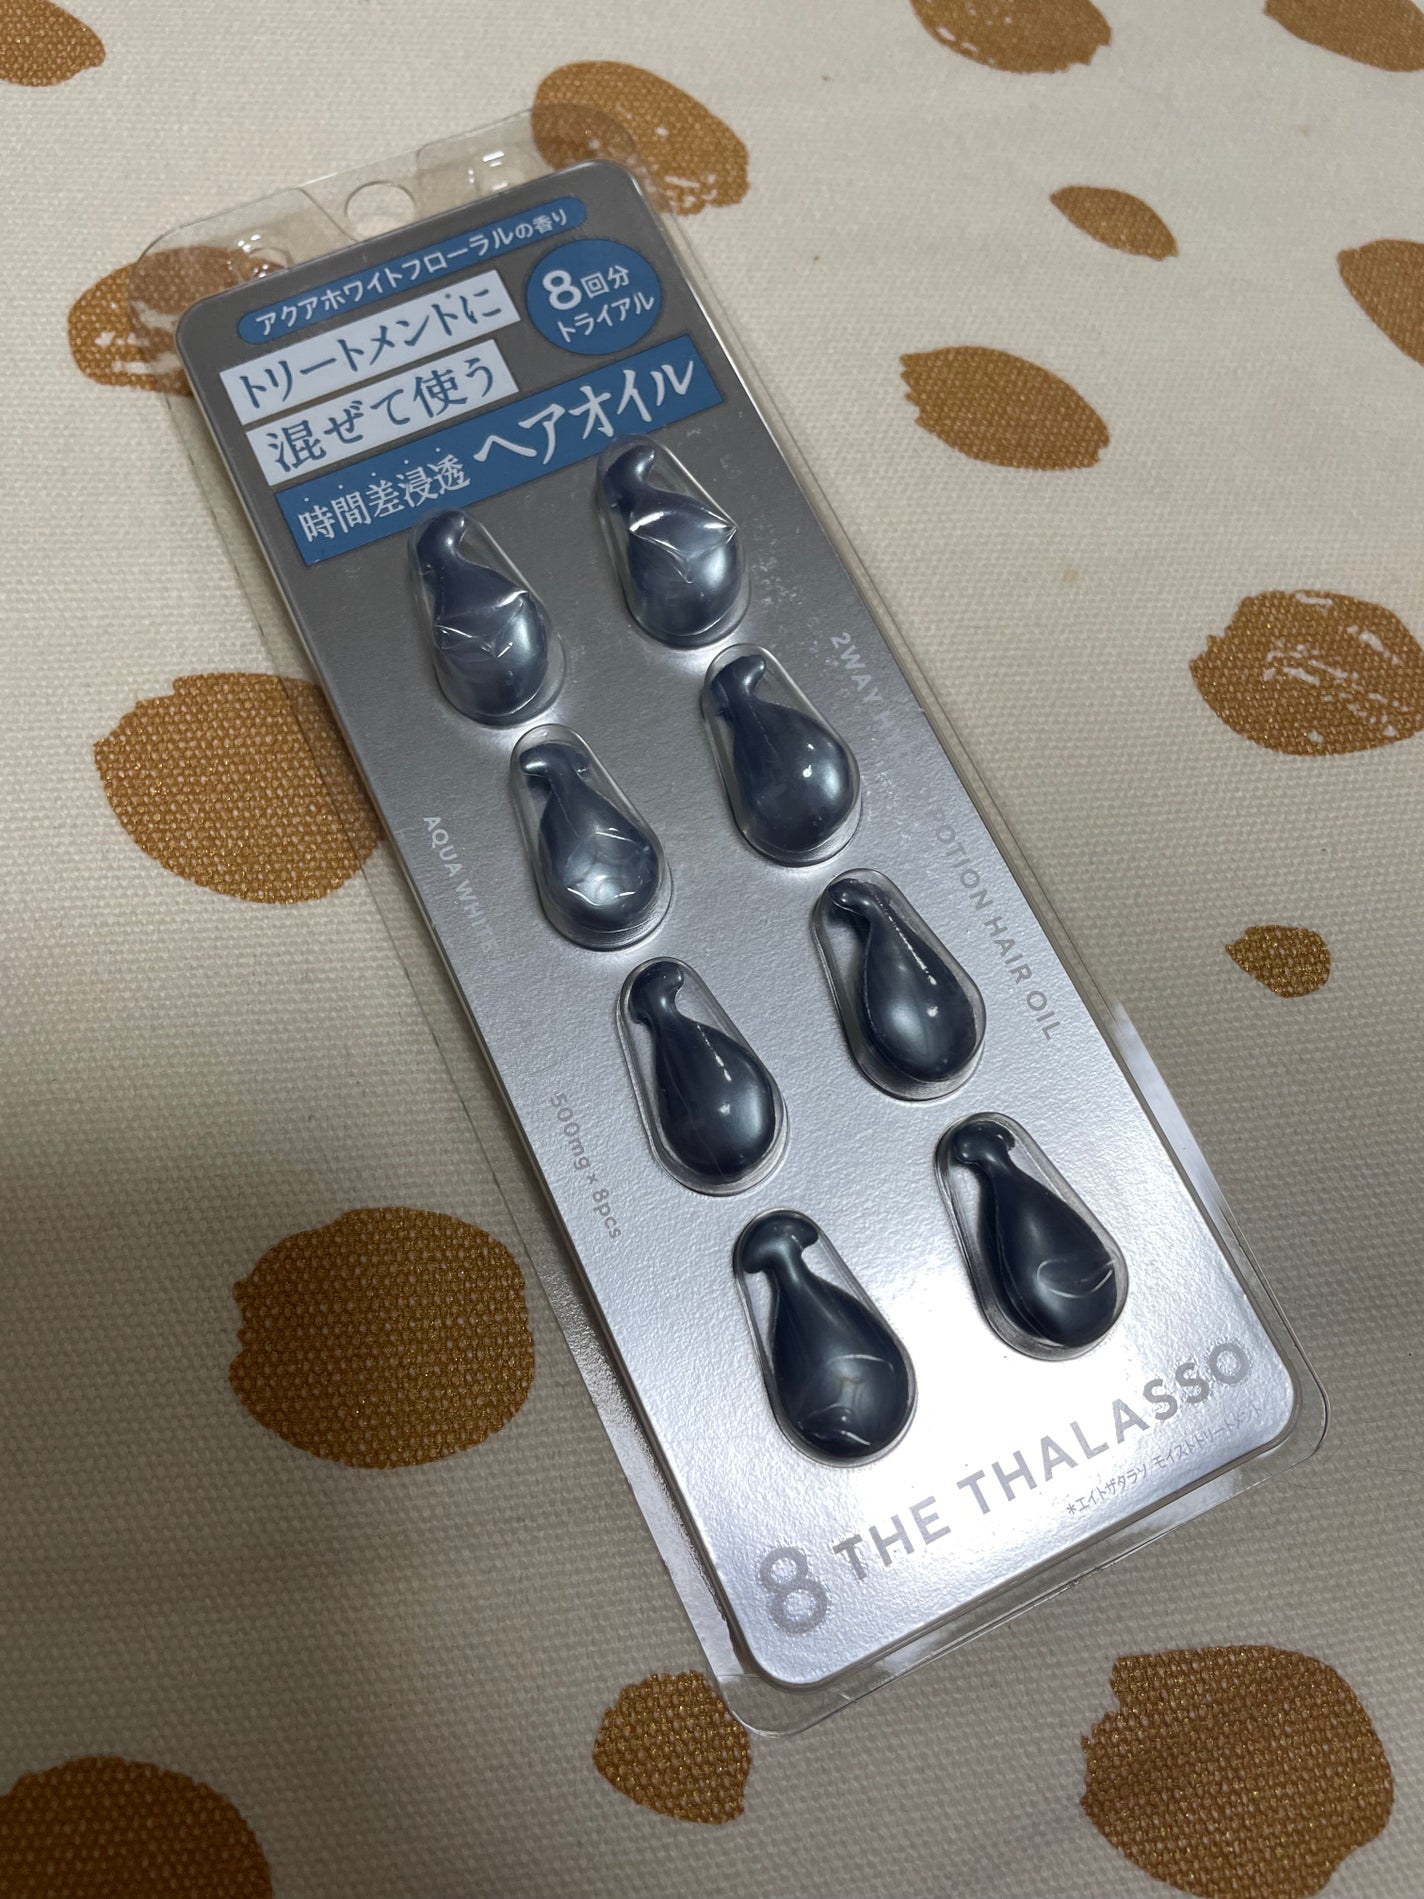 アクアホワイトフローラルの香り
8回分
トライアル
トリートメントに
混ぜて使う
時間差浸透 ヘアオイル
2WAY POTION HAIR OIL
AQUA WHITE
500mg × 8pcs
8 THE THALASSO
*エイトザタラソ モイストトリートメント